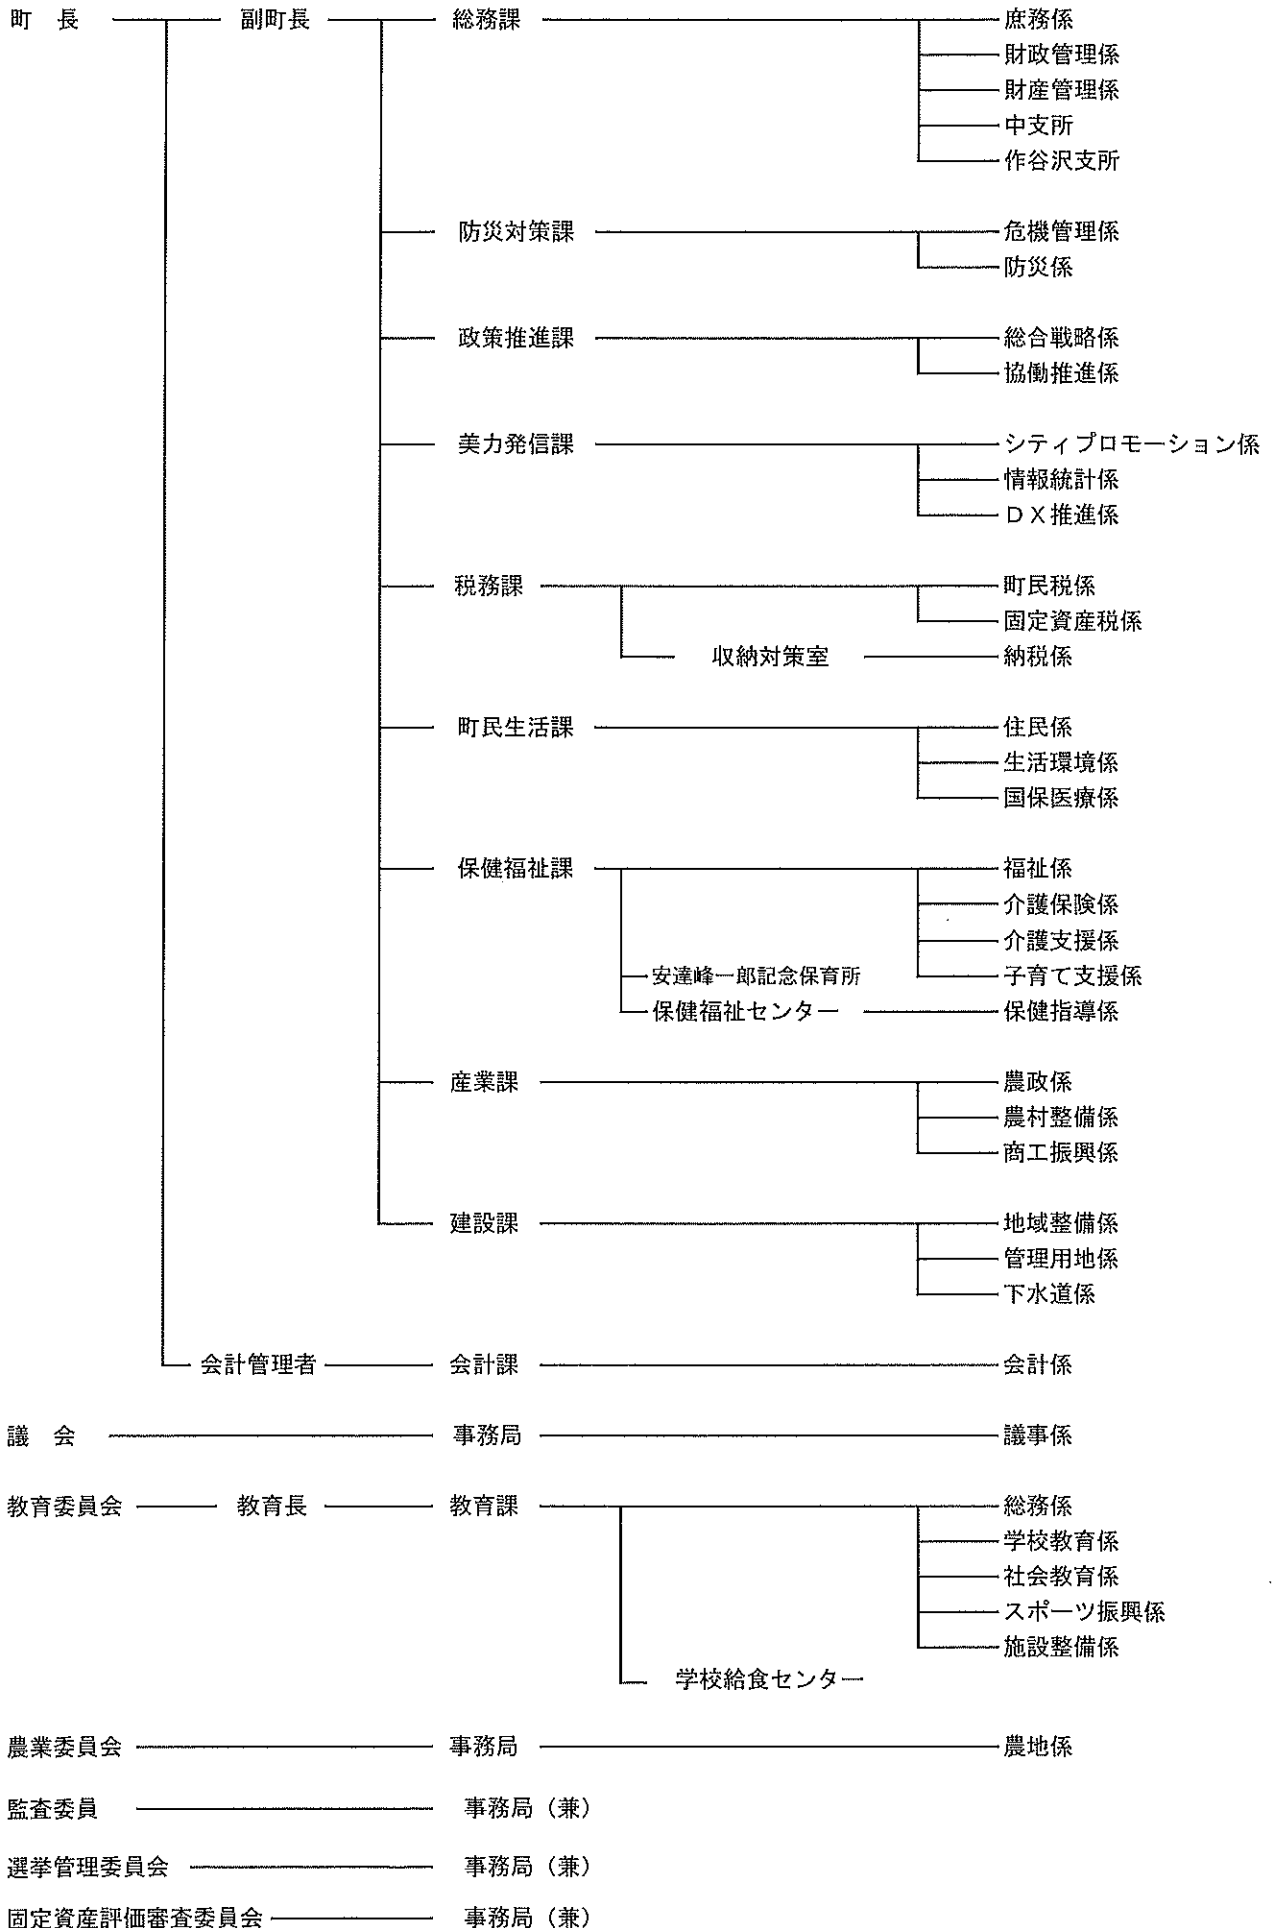 町　長　副町長　総務課　庶務係
財政管理係
財産管理係
中支所
作谷沢支所
防災対策課　危機管理係
防災係
政策推進課　総合戦略係
協働推進係
美力発信課　シティプロモーション係
情報統計係
ＤＸ推進係
税務課　町民税係
固定資産税係
収納対策室　納税係
町民生活課　住民係
生活環境係
国保医療係
保健福祉課　福祉係
介護保険係
介護支援係
安達峰一郎記念保育所　子育て支援係
保健福祉センター　保健指導係
産業課　農政係
農村整備係
商工振興係
建設課　地域整備係
管理用地係
下水道係
会計管理者　会計課　会計係
議　会　事務局　議事係
教育委員会　教育長　教育課　総務係
学校教育係
社会教育係
スポーツ振興係
施設整備係
学校給食センター
農業委員会　事務局　農地係
監査委員　事務局（兼）
選挙管理委員会　事務局（兼）
固定資産評価審査委員会　事務局（兼）